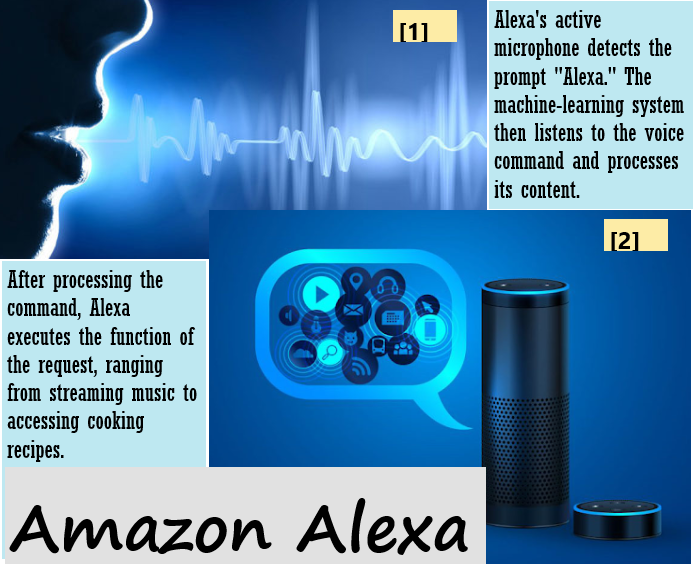 [1]
Alexa's active
microphone detects the
prompt "Alexa." The
machine-learning system
then listens to the voice
command and processes
its content.
[2]
After processing the
command, Alexa
executes the function of
the request, ranging
from streaming music to
accessing cooking
recipes.
Amazon Alexa